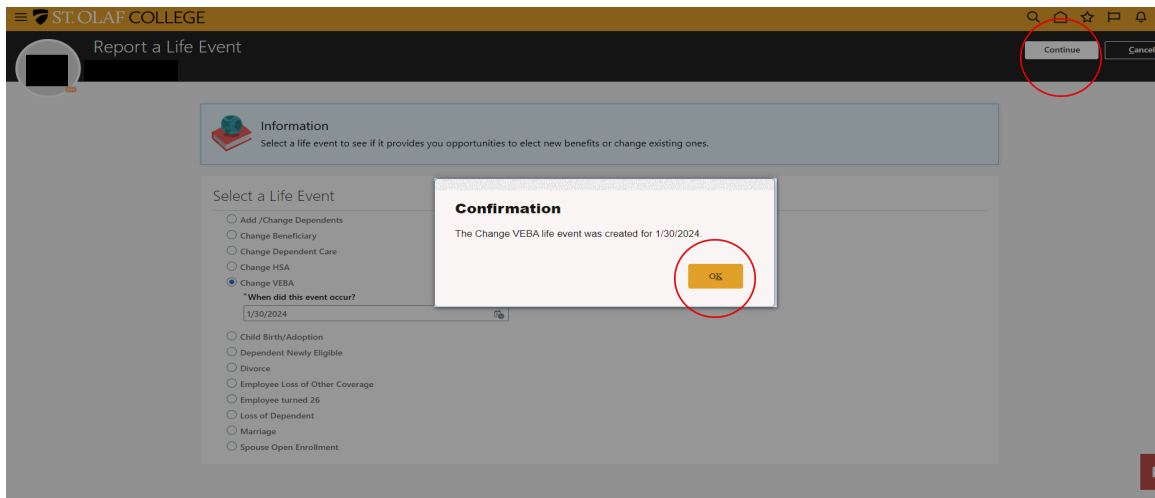 ST. OLAF COLLEGE
Report a Life Event
Continue
Cancel
Information
Select a life event to see if it provides you opportunities to elect new benefits or change existing ones.
Select a Life Event
Add /Change Dependents
Change Beneficiary
Change Dependent Care
Change HSA
Change VEBA
*When did this event occur?
1/30/2024
Child Birth/Adoption
Dependent Newly Eligible
Divorce
Employee Loss of Other Coverage
Employee turned 26
Loss of Dependent
Marriage
Spouse Open Enrollment
Confirmation
The Change VEBA life event was created for 1/30/2024.
OK